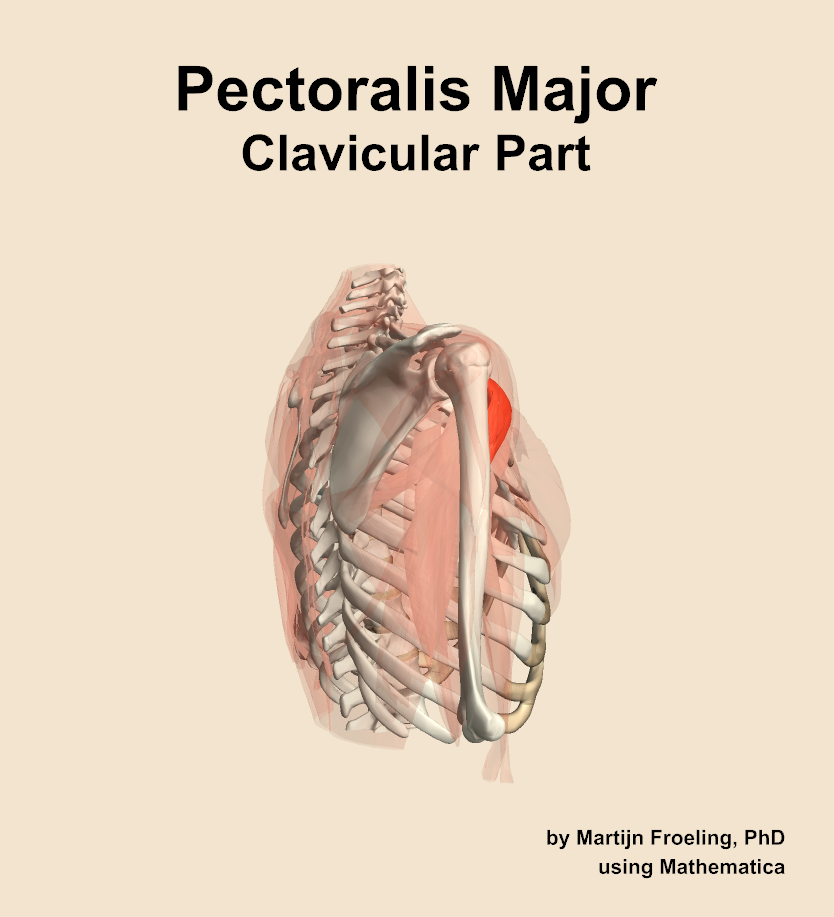 Pectoralis Major
Clavicular Part
by Martijn Froeling, PhD
using Mathematica